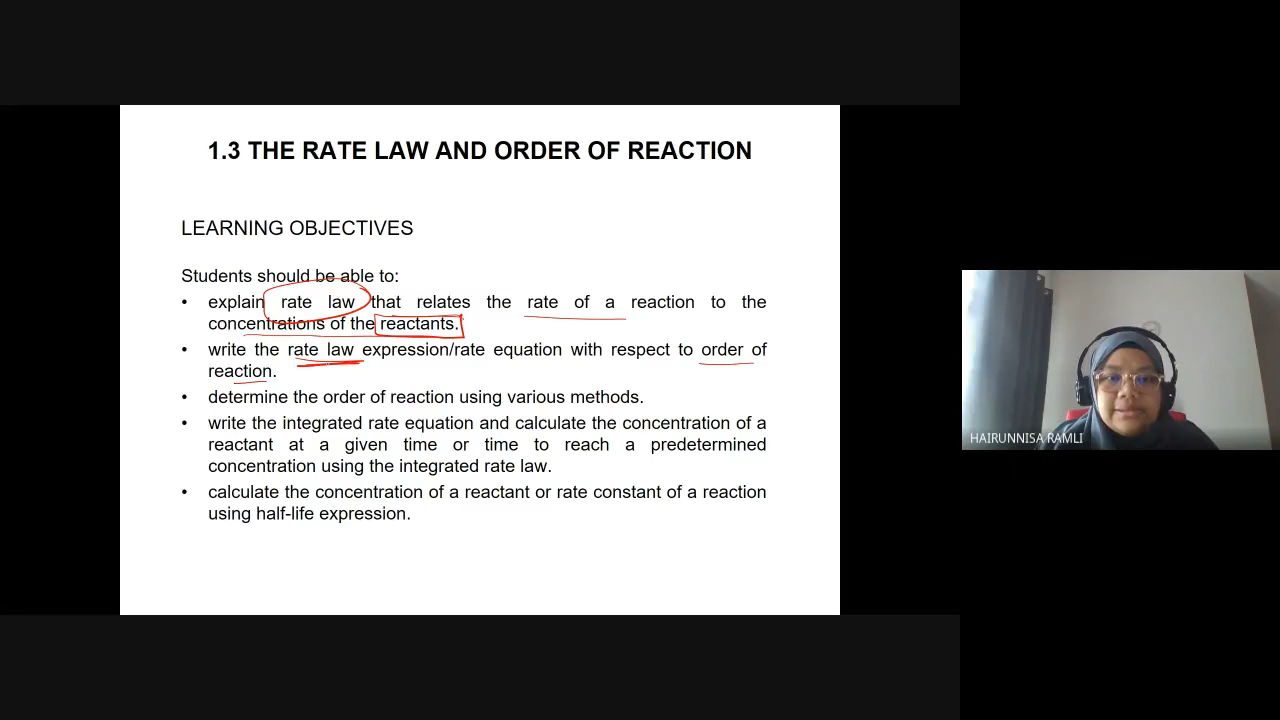 1.3 THE RATE LAW AND ORDER OF REACTION
LEARNING OBJECTIVES
Students should be able to:
• explain rate law that relates the rate of a reaction to the
concentrations of the reactants.
• write the rate law expression/rate equation with respect to order of
reaction.
• determine the order of reaction using various methods.
• write the integrated rate equation and calculate the concentration of a
reactant at a given time or time to reach a predetermined
concentration using the integrated rate law.
• calculate the concentration of a reactant or rate constant of a reaction
using half-life expression.
HAIRUNNISA RAMLI